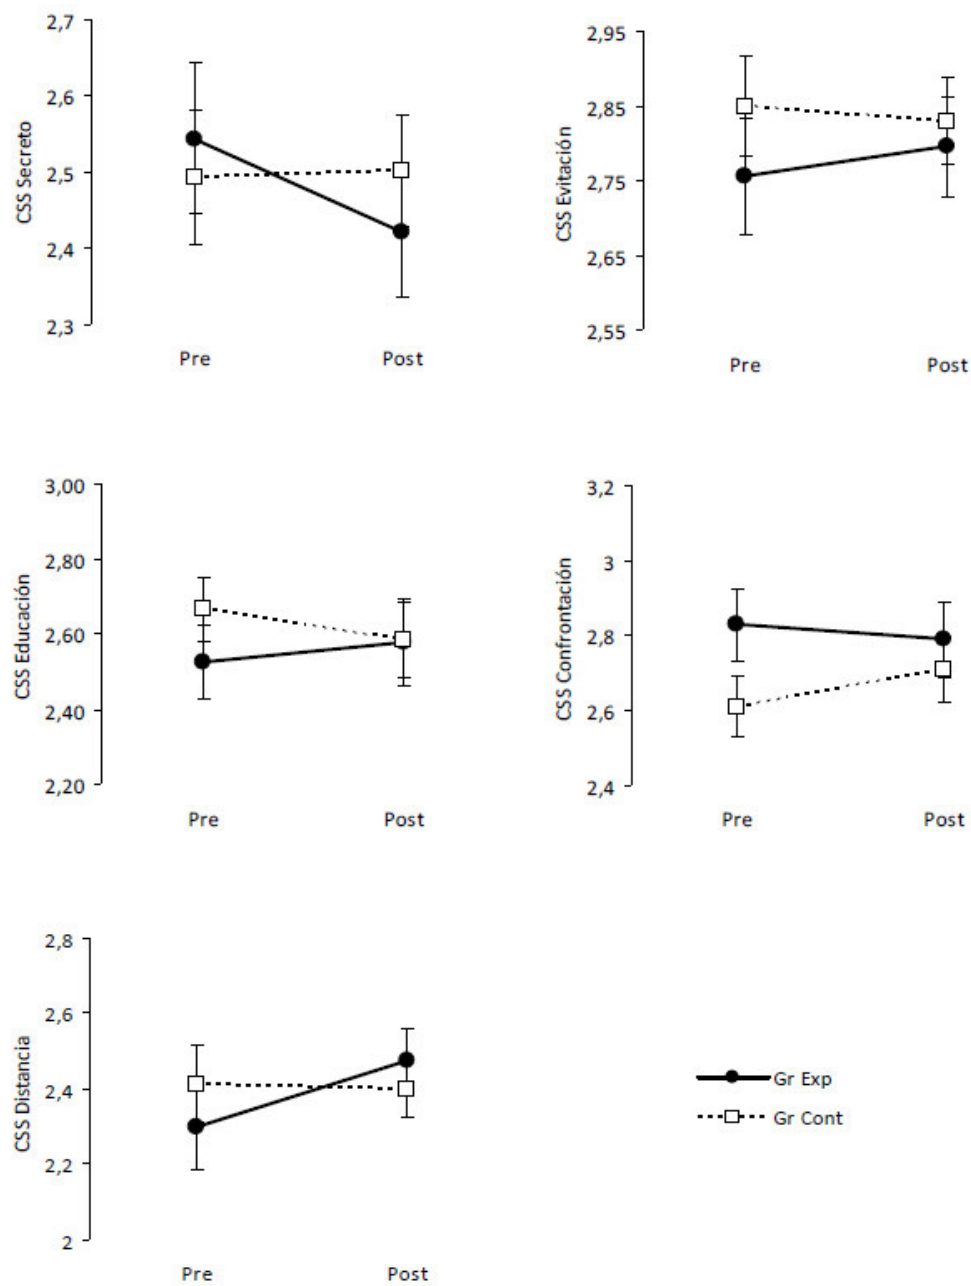 2,7
2,6
2,5
2,4
2,3
CSS Secreto
Pre
Post
2,95
2,85
2,75
2,65
2,55
CSS Evitación
Pre
Post
3,00
2,80
2,60
2,40
2,20
CSS Educación
Pre
Post
3,2
3
2,8
2,6
2,4
CSS Confrontación
Pre
Post
2,8
2,6
2,4
2,2
2
CSS Distancia
Pre
Post
Gr Exp
Gr Cont